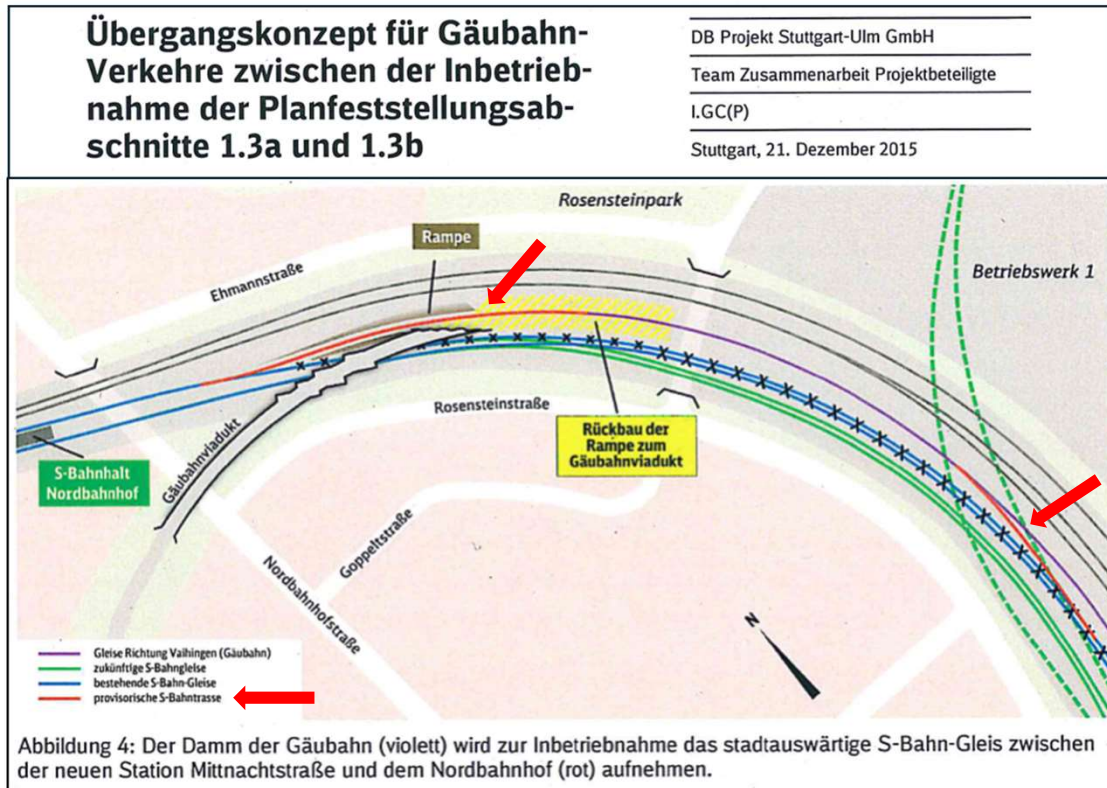 Übergangskonzept für Gäubahn-
Verkehre zwischen der Inbetrieb-
nahme der Planfeststellungsab-
schnitte 1.3a und 1.3b
DB Projekt Stuttgart-Ulm GmbH
Team Zusammenarbeit Projektbeteiligte
I.GC(P)
Stuttgart, 21. Dezember 2015
Rosensteinpark
Rampe
Betriebswerk 1
Ehmannstraße
Rosensteinstraße
Rückbau der
Rampe zum
Gäubahnviadukt
S-Bahnhalt
Nordbahnhof
Gäubahnviadukt
Goppeltstraße
Nordbahnhofstraße
N
Gleise Richtung Vaihingen (Gäubahn)
zukünftige S-Bahngleise
bestehende S-Bahn-Gleise
provisorische S-Bahntrasse
Abbildung 4: Der Damm der Gäubahn (violett) wird zur Inbetriebnahme das stadtauswärtige S-Bahn-Gleis zwischen
der neuen Station Mittnachtstraße und dem Nordbahnhof (rot) aufnehmen.